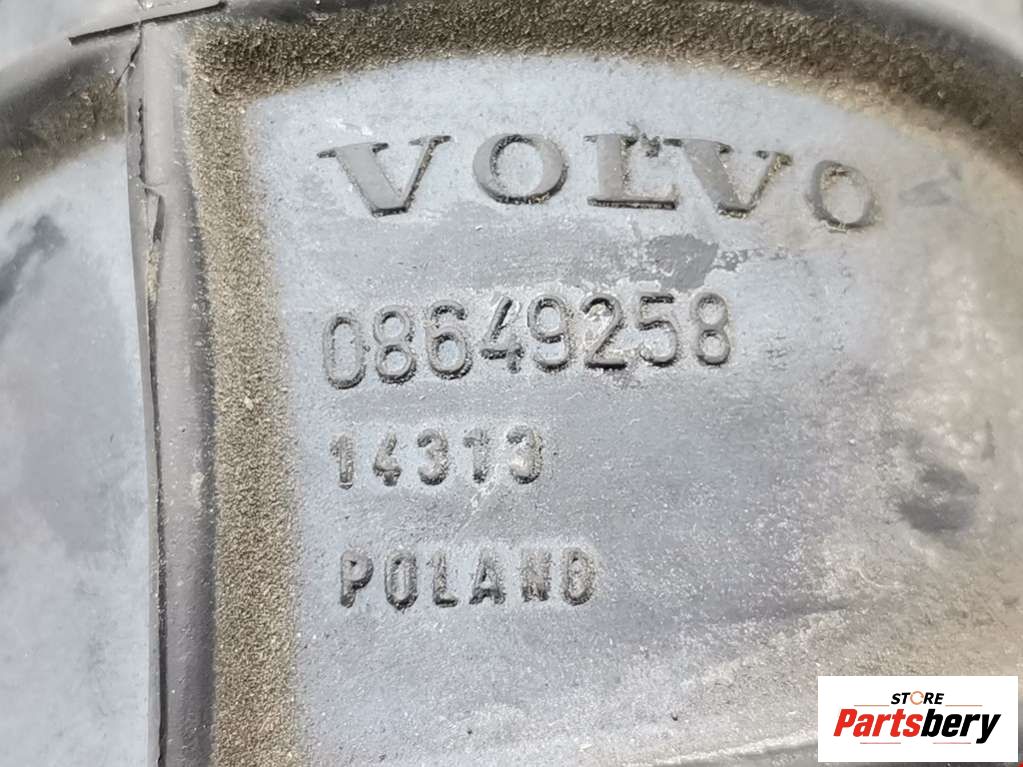 VOLVO
08649258
14313
POLAND
STORE
Partsbery